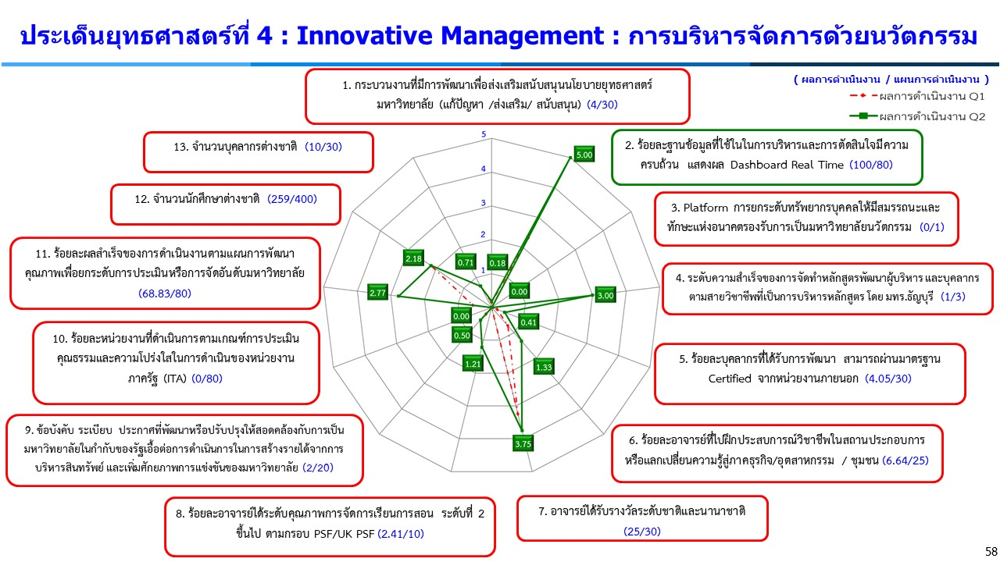 ประเด็นยุทธศาสตร์ที่ 4 : Innovative Management : การบริหารจัดการด้วยนวัตกรรม
( ผลการดำเนินงาน / แผนการดำเนินงาน )
ผลการดำเนินงาน Q1
ผลการดำเนินงาน Q2
1. กระบวนงานที่มีการพัฒนาเพื่อส่งเสริมสนับสนุนนโยบายยุทธศาสตร์
มหาวิทยาลัย (แก้ปัญหา /ส่งเสริม/ สนับสนุน) (4/30)
2. ร้อยละฐานข้อมูลที่ใช้ในในการบริหารและการตัดสินใจมีความ
ครบถ้วน แสดงผล Dashboard Real Time (100/80)
3. Platform การยกระดับทรัพยากรบุคคลให้มีสมรรถนะและ
ทักษะแห่งอนาคตรองรับการเป็นมหาวิทยาลัยนวัตกรรม (0/1)
4. ระดับความสำเร็จของการจัดทำหลักสูตรพัฒนาผู้บริหาร และบุคลากร
ตามสายวิชาชีพที่เป็นการบริหารหลักสูตร โดย มทร.ธัญบุรี (1/3)
5. ร้อยละบุคลากรที่ได้รับการพัฒนา สามารถผ่านมาตรฐาน
Certified จากหน่วยงานภายนอก (4.05/30)
6. ร้อยละอาจารย์ที่ไปฝึกประสบการณ์วิชาชีพในสถานประกอบการ
หรือแลกเปลี่ยนความรู้สู่ภาคธุรกิจ/อุตสาหกรรม / ชุมชน (6.64/25)
7. อาจารย์ได้รับรางวัลระดับชาติและนานาชาติ
(25/30)
8. ร้อยละอาจารย์ได้ระดับคุณภาพการจัดการเรียนการสอน ระดับที่ 2
ขึ้นไป ตามกรอบ PSF/UK PSF (2.41/10)
9. ข้อบังคับ ระเบียบ ประกาศที่พัฒนาหรือปรับปรุงให้สอดคล้องกับการเป็น
มหาวิทยาลัยในกำกับของรัฐเอื้อต่อการดำเนินการในการสร้างรายได้จากการ
บริหารสินทรัพย์ และเพิ่มศักยภาพการแข่งขันของมหาวิทยาลัย (2/20)
10. ร้อยละหน่วยงานที่ดำเนินการตามเกณฑ์การประเมิน
คุณธรรมและความโปร่งใสในการดำเนินของหน่วยงาน
ภาครัฐ (ITA) (0/80)
11. ร้อยละผลสำเร็จของการดำเนินงานตามแผนการพัฒนา
คุณภาพเพื่อยกระดับการประเมินหรือการจัดอันดับมหาวิทยาลัย
(68.83/80)
12. จำนวนนักศึกษาต่างชาติ (259/400)
13. จำนวนบุคลากรต่างชาติ (10/30)
5
4
3
2
1
0.18
5.00
0.00
3.00
0.41
1.33
3.75
1.21
0.50
0.00
2.77
2.18
0.71
58